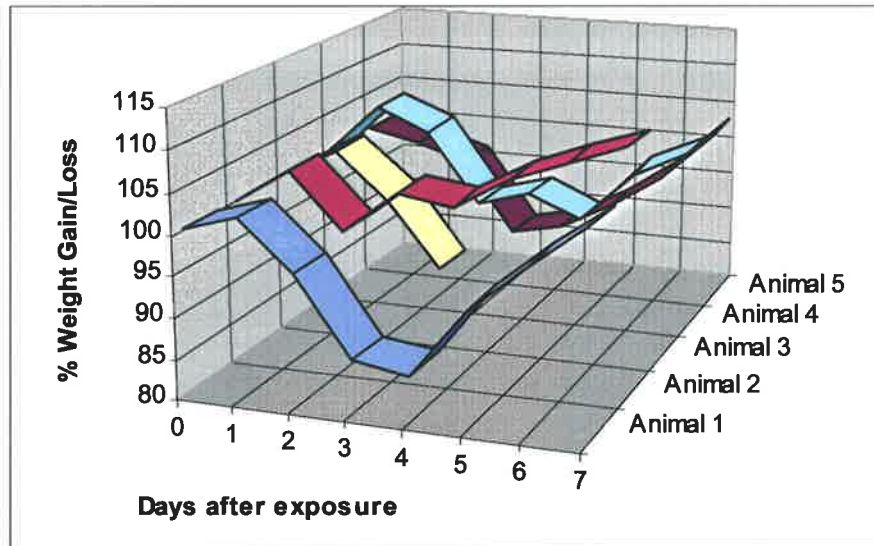 % Weight Gain/Loss
115
110
105
100
95
90
85
80
0
1
2
3
4
5
6
7
Days after exposure
Animal 5
Animal 4
Animal 3
Animal 2
Animal 1